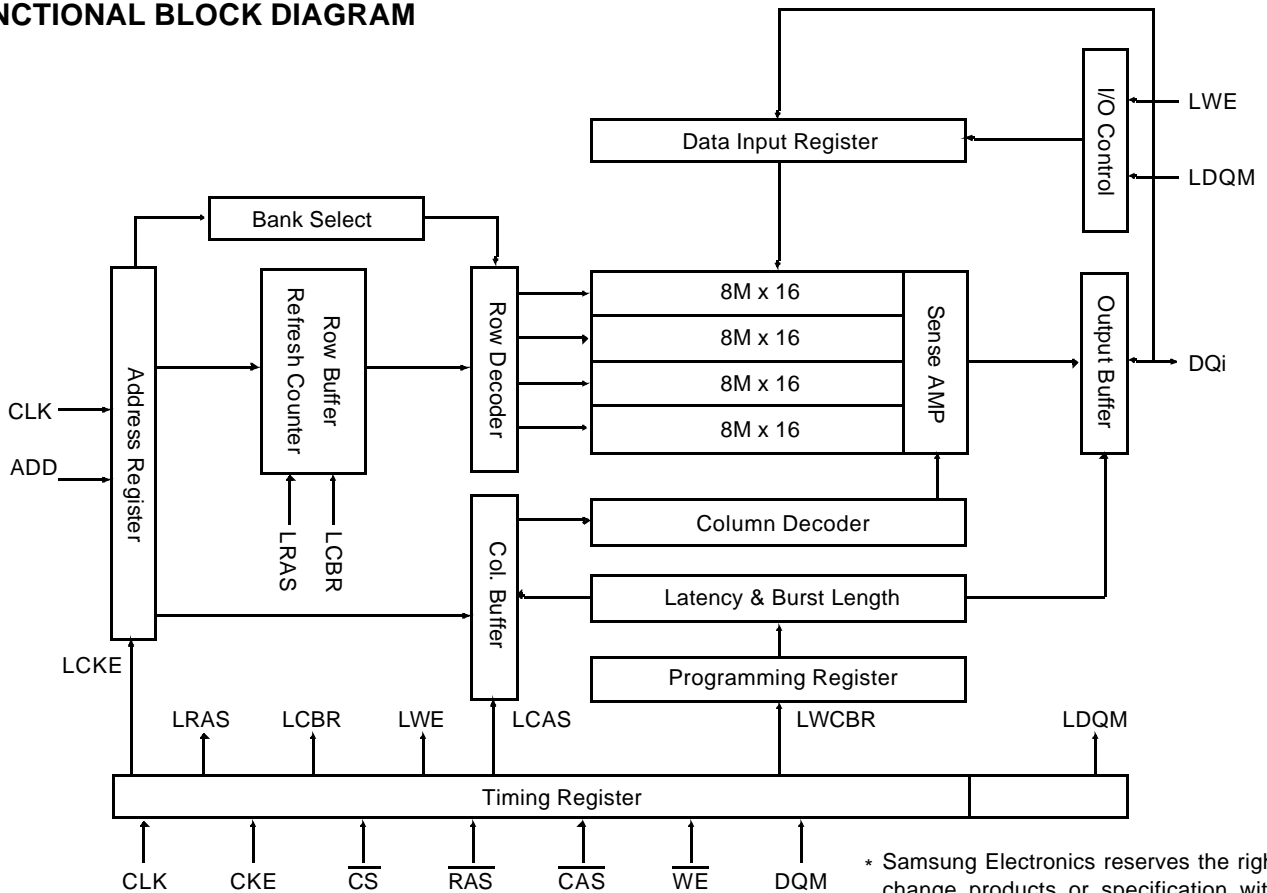 NCTIONAL BLOCK DIAGRAM
I/O Control
LWE
LDQM
Data Input Register
Bank Select
Address Register
CLK
ADD
Row Buffer
Refresh Counter
LRAS
LCBR
Row Decoder
8M x 16
8M x 16
8M x 16
8M x 16
Sense AMP
Output Buffer
DQi
Col. Buffer
Column Decoder
Latency & Burst Length
Programming Register
LCKE
LRAS
LCBR
LWE
LCAS
LWCBR
LDQM
Timing Register
CLK
CKE
CS
RAS
CAS
WE
DQM
* Samsung Electronics reserves the righ
change products or specification wit